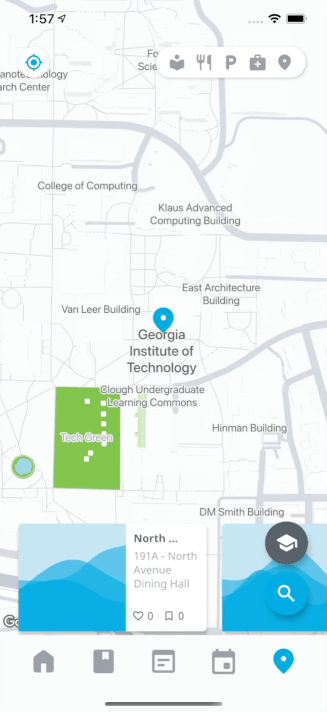 1:57
Fo
Scie
anotechnology
arch Center
College of Computing
Klaus Advanced
Computing Building
East Architecture
Building
Van Leer Building
Georgia
Institute of
Technology
Clough Undergraduate
Learning Commons
Tech Green
Hinman Building
DM Smith Building
North ...
191A - North
Avenue
Dining Hall
0 0
Go
P